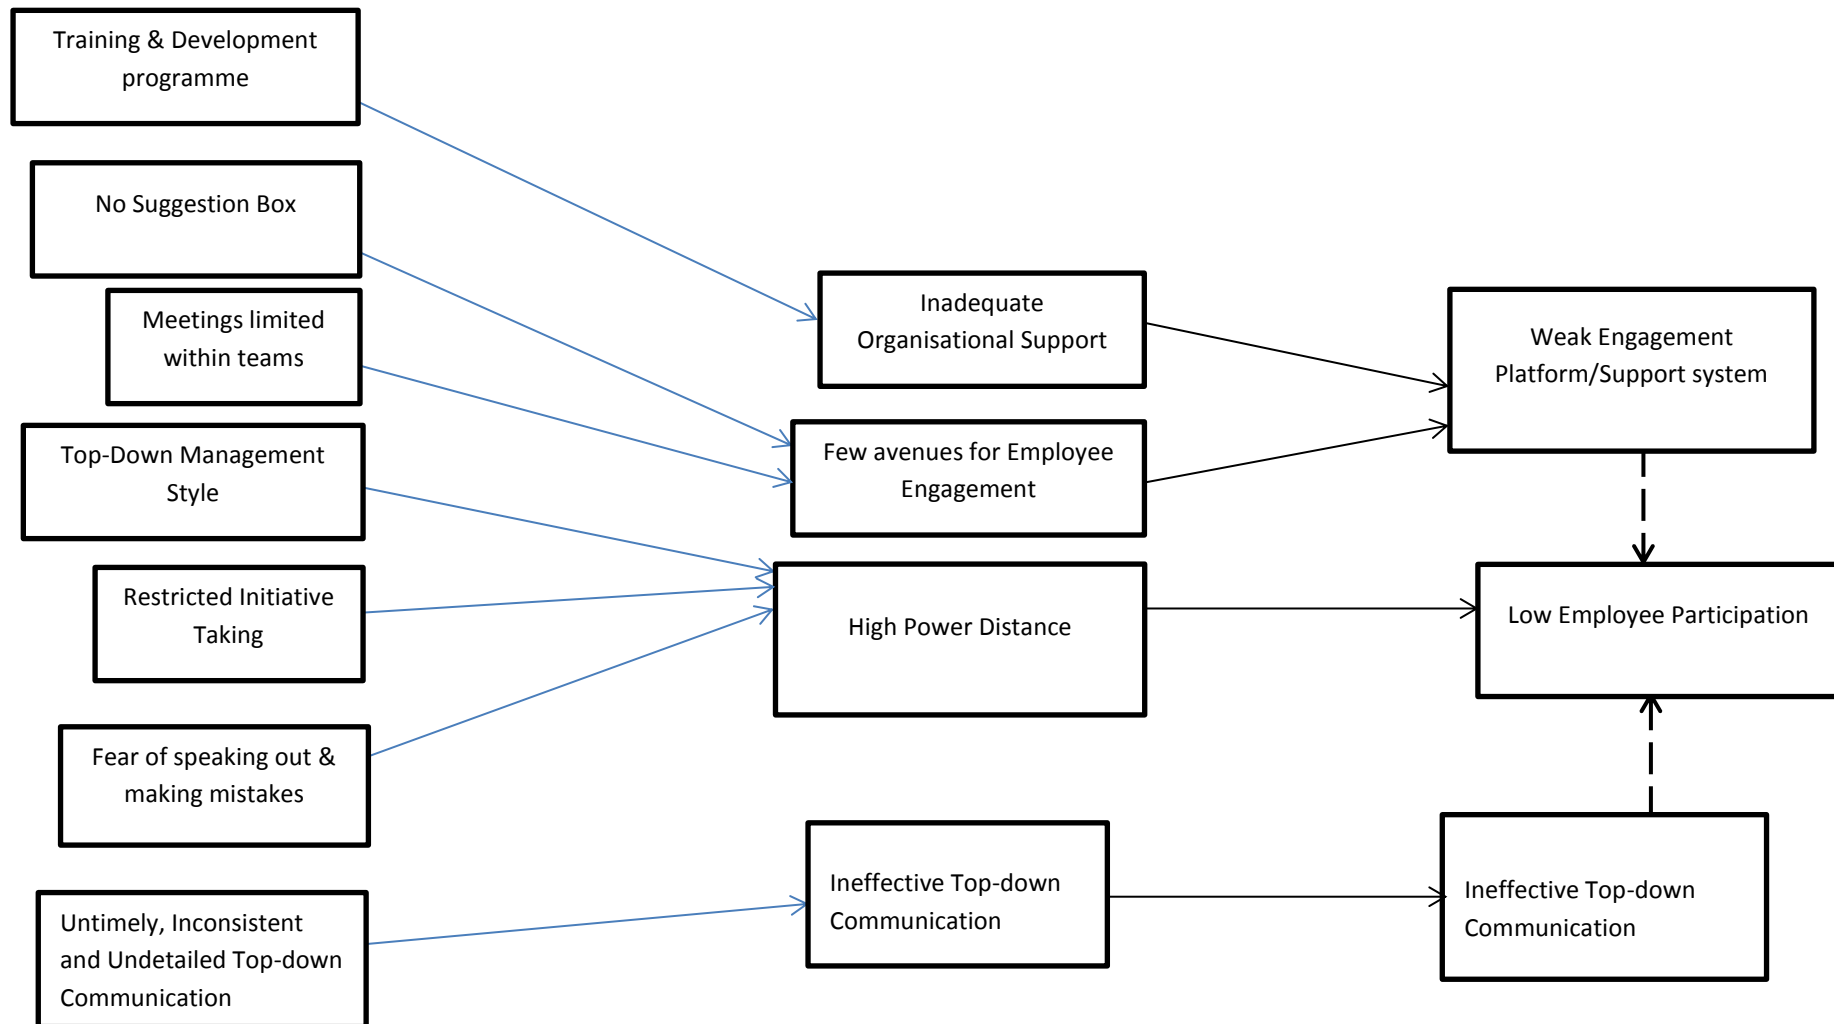 Training & Development
programme
No Suggestion Box
Meetings limited
within teams
Top-Down Management
Style
Restricted Initiative
Taking
Fear of speaking out &
making mistakes
Untimely, Inconsistent
and Undetailed Top-down
Communication
Inadequate
Organisational Support
Few avenues for Employee
Engagement
High Power Distance
Ineffective Top-down
Communication
Weak Engagement
Platform/Support system
Low Employee Participation
Ineffective Top-down
Communication